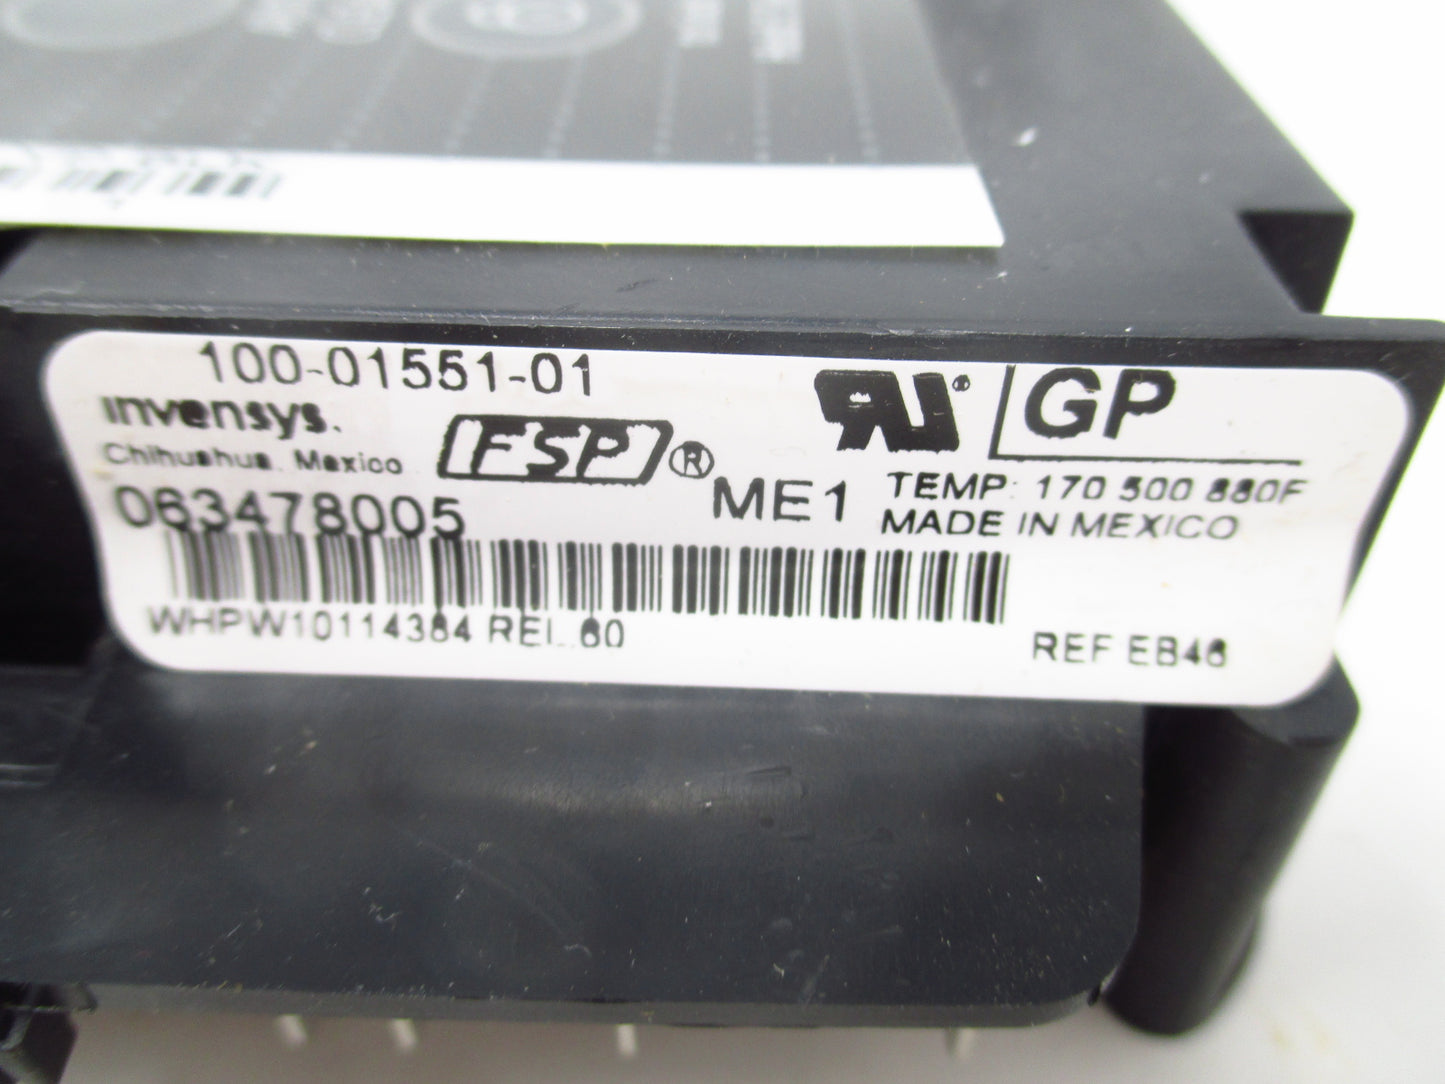 100-01551-01
invensys.
Chihuahua, Mexico
FSP®
063478005
ME1
RU®
GP
TEMP: 170 500 880F
MADE IN MEXICO
WHPW10114384 REL. 60
REF EB46